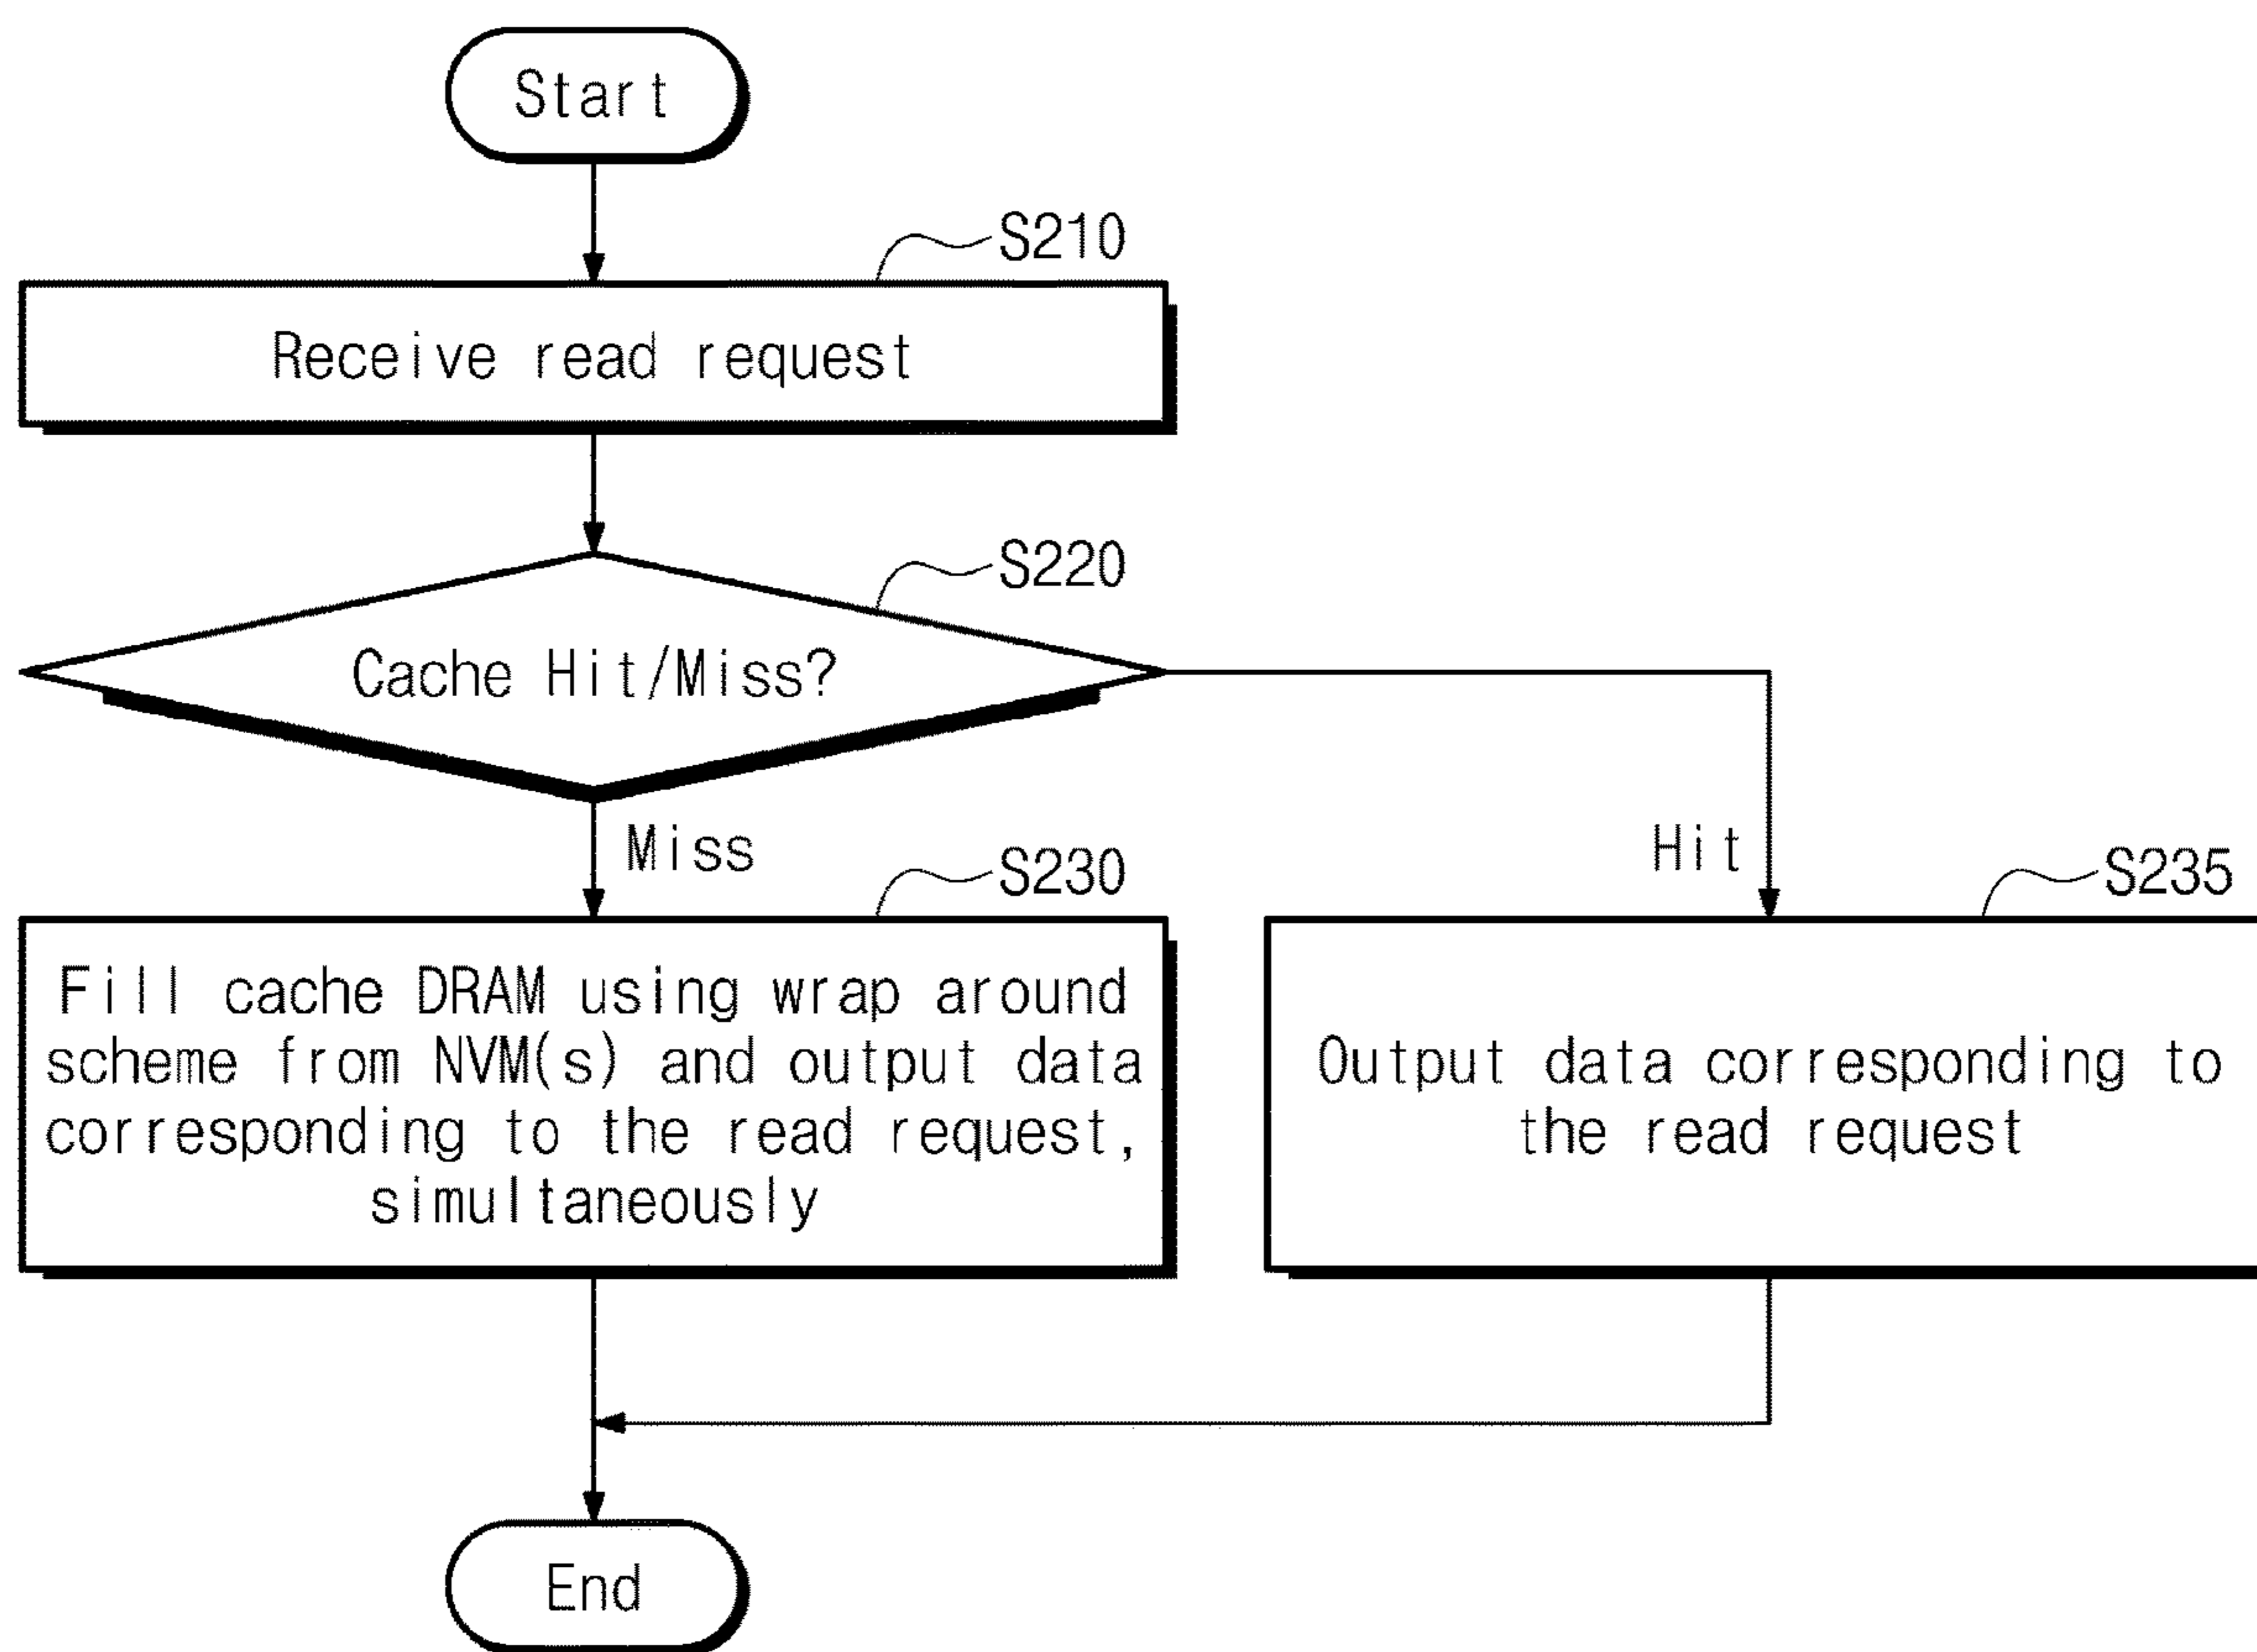 Start
S210
Receive read request
S220
Cache Hit/Miss?
Miss
Hit
S230
S235
Fill cache DRAM using wrap around
scheme from NVM(s) and output data
corresponding to the read request,
simultaneously
Output data corresponding to
the read request
End